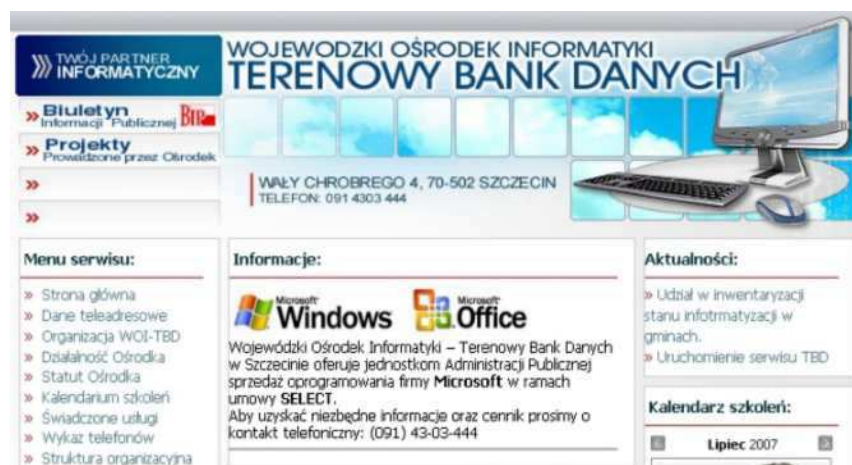 TWÓJ PARTNER
INFORMATYCZNY
WOJEWODZKI OŚRODEK INFORMATYKI
TERENOWY BANK DANYCH
Biuletyn
Informacji Publicznej BIP
Projekty
Prowadzone przez Ośrodek
WAŁY CHROBREGO 4, 70-502 SZCZECIN
TELEFON: 091 4303 444
Menu serwisu:
» Strona główna
» Dane teleadresowe
» Organizacja WOI-TBD
» Działalność Ośrodka
» Statut Ośrodka
» Kalendarium szkoleń
» Świadczone usługi
» Wykaz telefonów
» Struktura organizacyjna
Informacje:
Microsoft Windows Microsoft Office
Wojewódzki Ośrodek Informatyki – Terenowy Bank Danych
w Szczecinie oferuje jednostkom Administracji Publicznej
sprzedaż oprogramowania firmy Microsoft w ramach
umowy SELECT.
Aby uzyskać niezbędne informacje oraz cennik prosimy o
kontakt telefoniczny: (091) 43-03-444
Aktualności:
» Udział w inwentaryzacji
stanu infotrmatyzacji w
gminach.
» Uruchomienie serwisu TBD
Kalendarz szkoleń:
Lipiec 2007